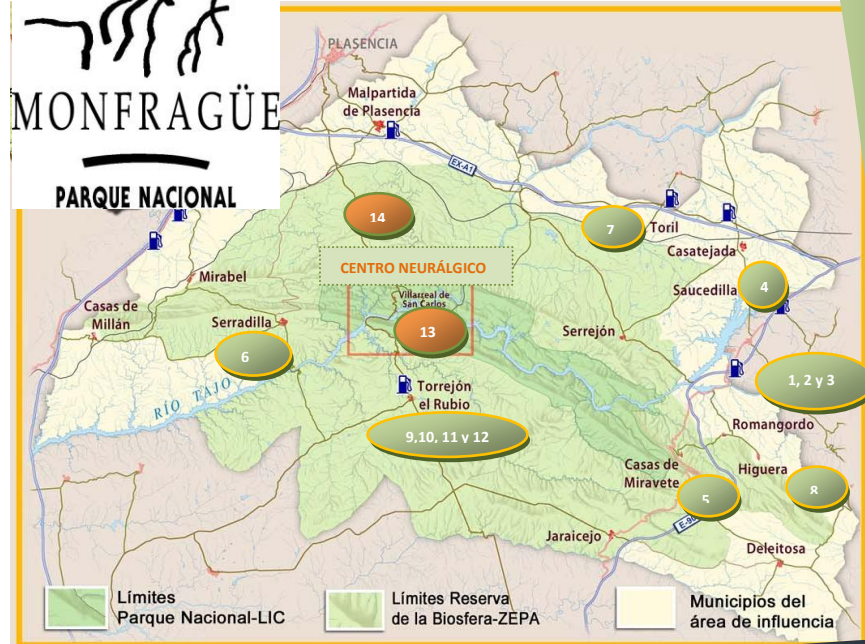 MONFRAGÜE
PARQUE NACIONAL
PLASENCIA
Malpartida
de Plasencia
EX-A1
14
7
Toril
Casatejada
CENTRO NEURÁLGICO
Mirabel
Villarreal de
San Carlos
Saucedilla
4
Casas de
Millán
Serradilla
13
Serrejón
6
1, 2 y 3
RÍO TAJO
Torrejón
el Rubio
Romangordo
9,10, 11 y 12
Casas de
Miravete
Higuera
5
8
E-90
Jaraicejo
Deleitosa
Límites
Parque Nacional-LIC
Límites Reserva
de la Biosfera-ZEPA
Municipios del
área de influencia